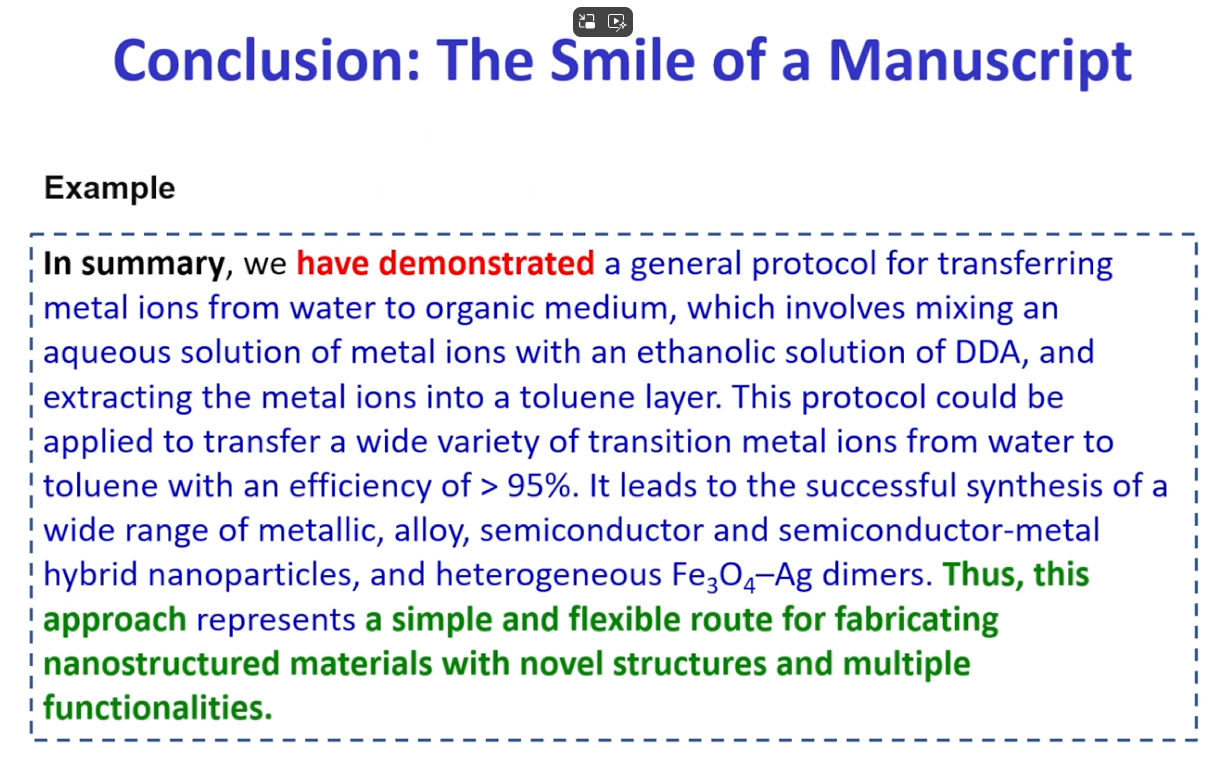 Conclusion: The Smile of a Manuscript
Example
In summary, we have demonstrated a general protocol for transferring
metal ions from water to organic medium, which involves mixing an
aqueous solution of metal ions with an ethanolic solution of DDA, and
extracting the metal ions into a toluene layer. This protocol could be
applied to transfer a wide variety of transition metal ions from water to
toluene with an efficiency of > 95%. It leads to the successful synthesis of a
wide range of metallic, alloy, semiconductor and semiconductor-metal
hybrid nanoparticles, and heterogeneous Fe₃O₄–Ag dimers. Thus, this
approach represents a simple and flexible route for fabricating
nanostructured materials with novel structures and multiple
functionalities.